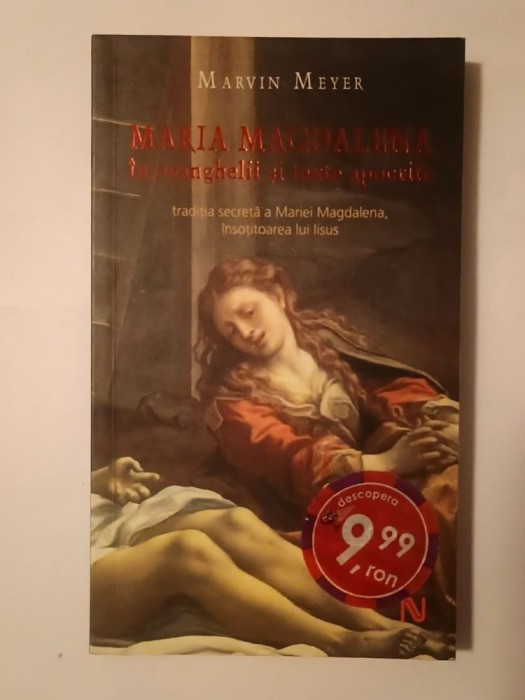 MARVIN MEYER
MARIA MAGDALENA
în evanghelii și texte apocrife
tradiția secretă a Mariei Magdalena,
însoțitoarea lui Iisus
descopera
9,99
ron
N